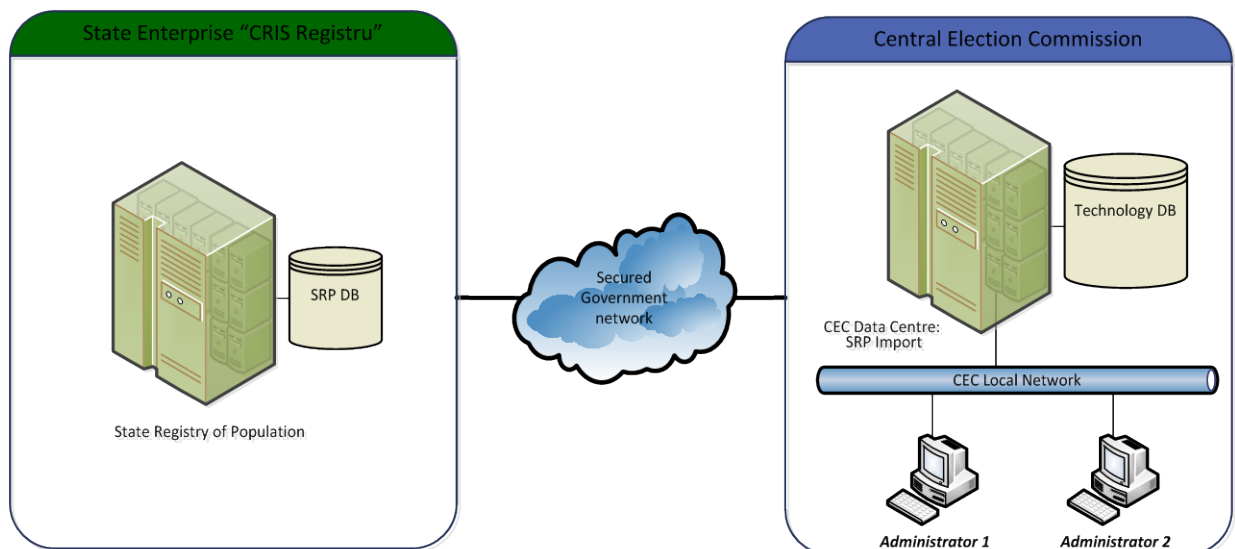 State Enterprise “CRIS Registru”
SRP DB
State Registry of Population
Secured
Government
network
Central Election Commission
Technology DB
CEC Data Centre:
SRP Import
CEC Local Network
Administrator 1
Administrator 2